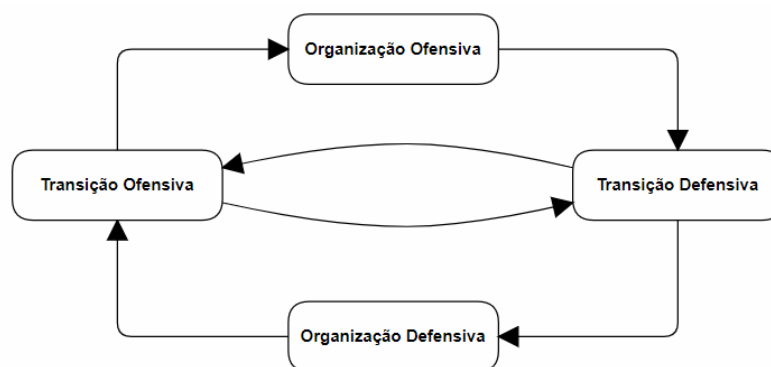 Organização Ofensiva
Transição Ofensiva
Transição Defensiva
Organização Defensiva